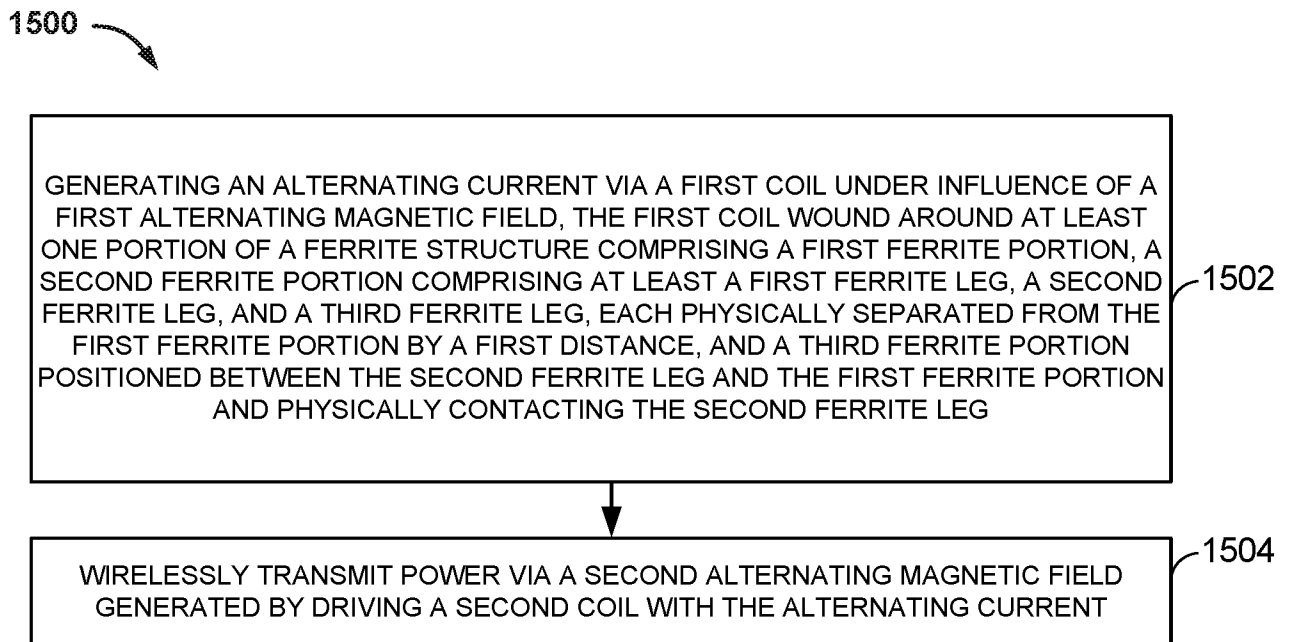 1500
GENERATING AN ALTERNATING CURRENT VIA A FIRST COIL UNDER INFLUENCE OF A
FIRST ALTERNATING MAGNETIC FIELD, THE FIRST COIL WOUND AROUND AT LEAST
ONE PORTION OF A FERRITE STRUCTURE COMPRISING A FIRST FERRITE PORTION, A
SECOND FERRITE PORTION COMPRISING AT LEAST A FIRST FERRITE LEG, A SECOND
FERRITE LEG, AND A THIRD FERRITE LEG, EACH PHYSICALLY SEPARATED FROM THE
FIRST FERRITE PORTION BY A FIRST DISTANCE, AND A THIRD FERRITE PORTION
POSITIONED BETWEEN THE SECOND FERRITE LEG AND THE FIRST FERRITE PORTION
AND PHYSICALLY CONTACTING THE SECOND FERRITE LEG
1502
WIRELESSLY TRANSMIT POWER VIA A SECOND ALTERNATING MAGNETIC FIELD
GENERATED BY DRIVING A SECOND COIL WITH THE ALTERNATING CURRENT
1504